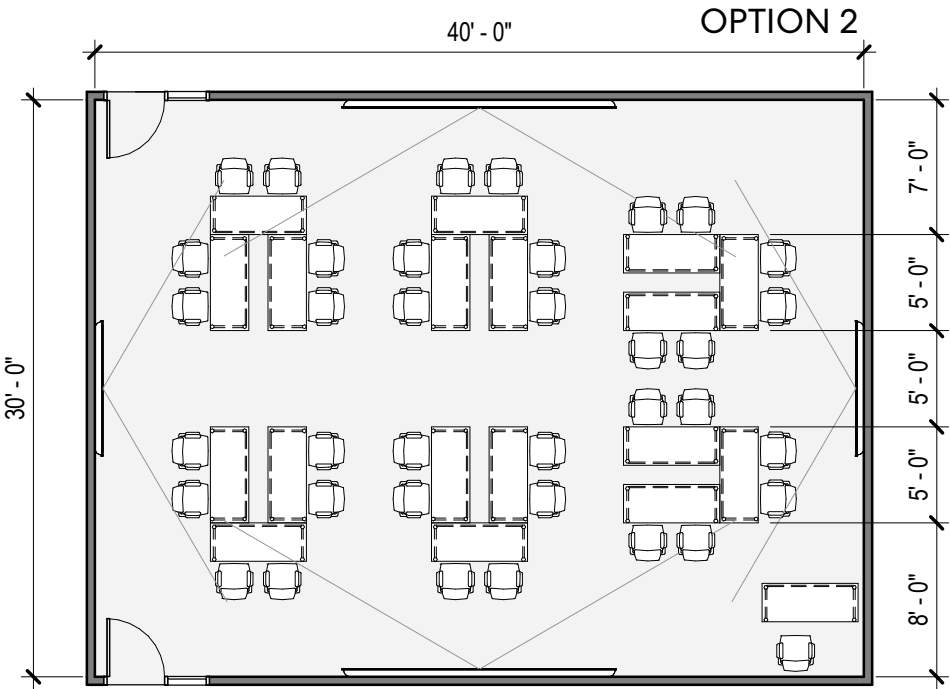 OPTION 2
40' - 0"
7' - 0"
5' - 0"
30' - 0"
5' - 0"
5' - 0"
8' - 0"